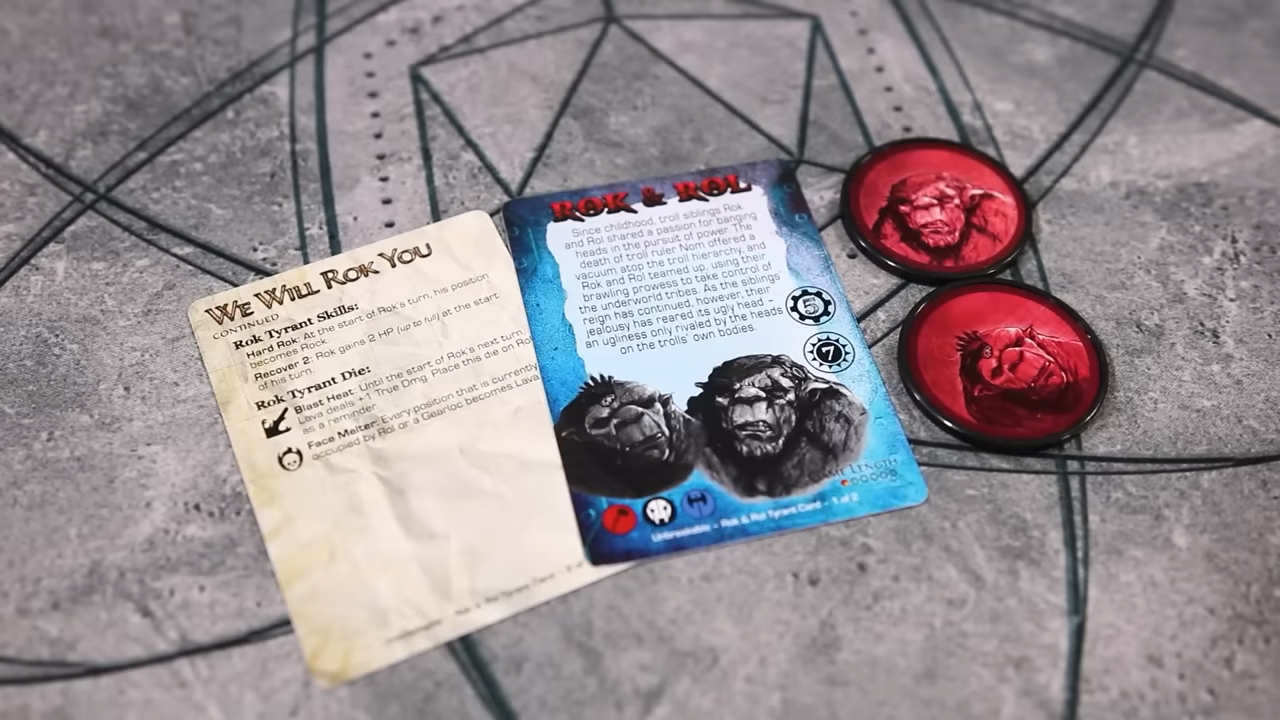 WE WILL ROK YOU
CONTINUED
Rok Tyrant Skills:
Hard Rok: At the start of Rok's turn, his position
becomes Rock.
Recover 2: Rok gains 2 HP (up to full) at the start
of his turn.
Rok Tyrant Die:
Blast Heat: Until the start of Rok's next turn,
Lava deals +1 True Dmg. Place this die on Ro
as a reminder.
Face Melter: Every position that is currently
occupied by Rol or a Gearloc becomes Lava
Rok & Rol Tyrant Card - 2 of
ROK & ROL
Since childhood, troll siblings Rok
and Rol shared a passion for banging
heads in the pursuit of power. The
death of troll ruler Nom offered a
vacuum atop the troll hierarchy, and
Rok and Rol teamed up, using their
brawling prowess to take control of
the underworld tribes. As the siblings'
reign has continued, however, their
jealousy has reared its ugly head -
an ugliness only rivaled by the heads
on the trolls' own bodies.
5
7
LENGTH
Unbreakable - Rok & Rol Tyrant Card - 1 of 2